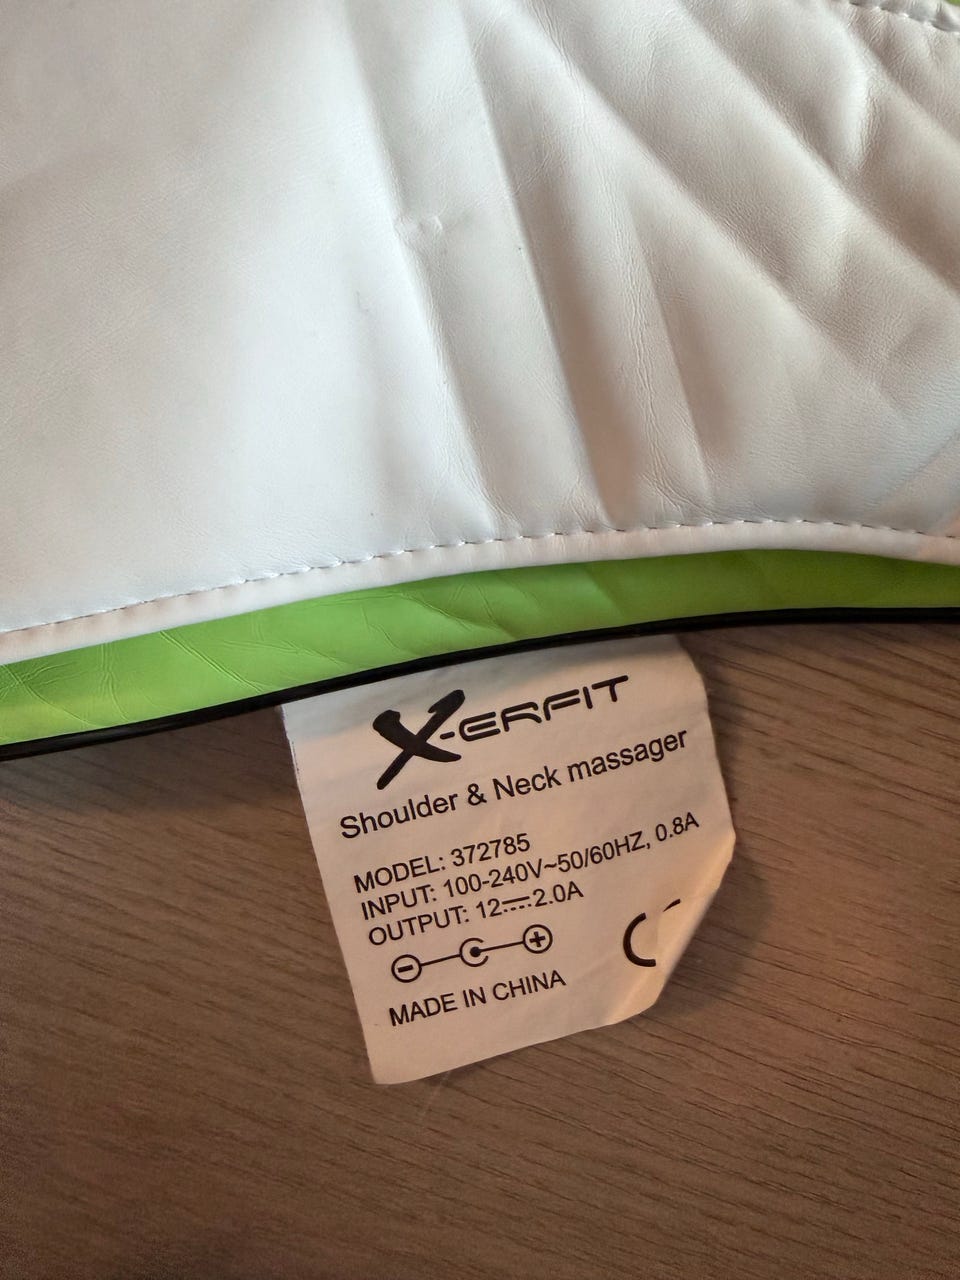 X-ERFIT
Shoulder & Neck massager
MODEL: 372785
INPUT: 100-240V~50/60HZ, 0.8A
OUTPUT: 12⎓2.0A
MADE IN CHINA